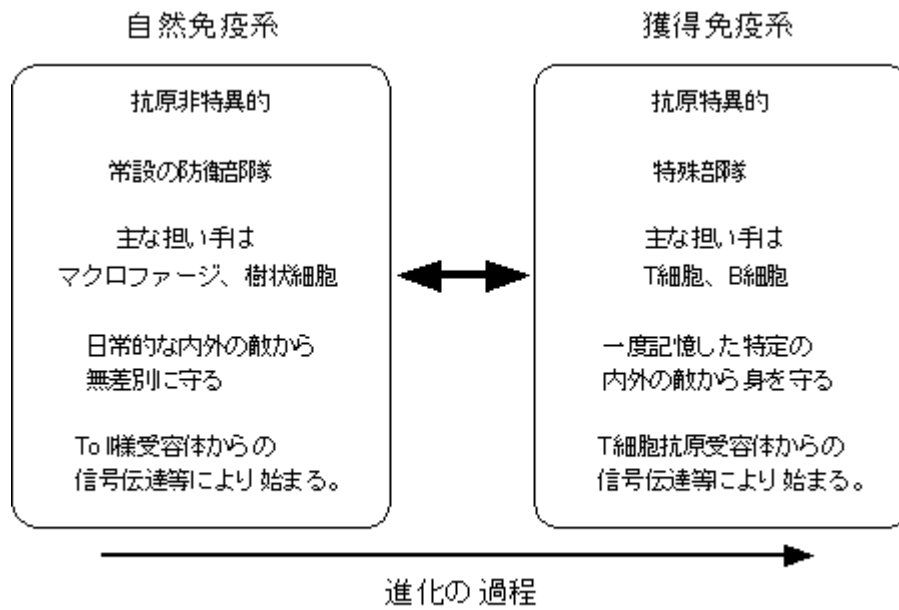 自然免疫系
抗原非特異的
常設の防衛部隊
主な担い手は
マクロファージ、樹状細胞
日常的な内外の敵から
無差別に守る
Toll様受容体からの
信号伝達等により始まる。
獲得免疫系
抗原特異的
特殊部隊
主な担い手は
T細胞、B細胞
一度記憶した特定の
内外の敵から身を守る
T細胞抗原受容体からの
信号伝達等により始まる。
進化の過程